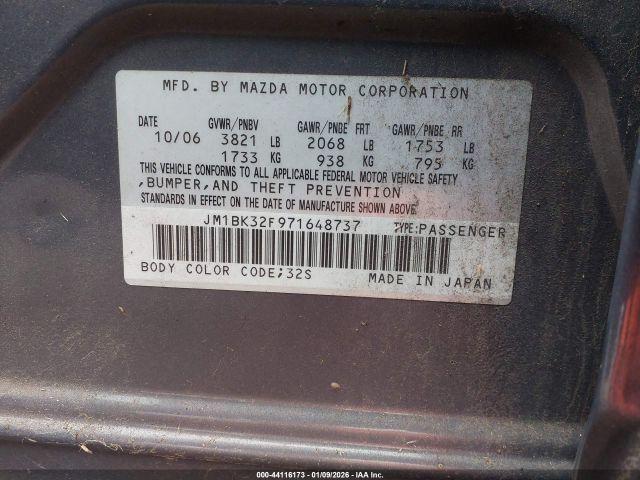 MFD. BY MAZDA MOTOR CORPORATION
DATE GVWR/PNBV GAWR/PNBE FRT GAWR/PNBE RR
10/06 3821 LB 2068 LB 1753 LB
1733 KG 938 KG 795 KG
THIS VEHICLE CONFORMS TO ALL APPLICABLE FEDERAL MOTOR VEHICLE SAFETY
,BUMPER,AND THEFT PREVENTION
STANDARDS IN EFFECT ON THE DATE OF MANUFACTURE SHOWN ABOVE.
JM1BK32F971648737 TYPE:PASSENGER
BODY COLOR CODE;32S MADE IN JAPAN
000-44116173 - 01/09/2026 - IAA Inc.